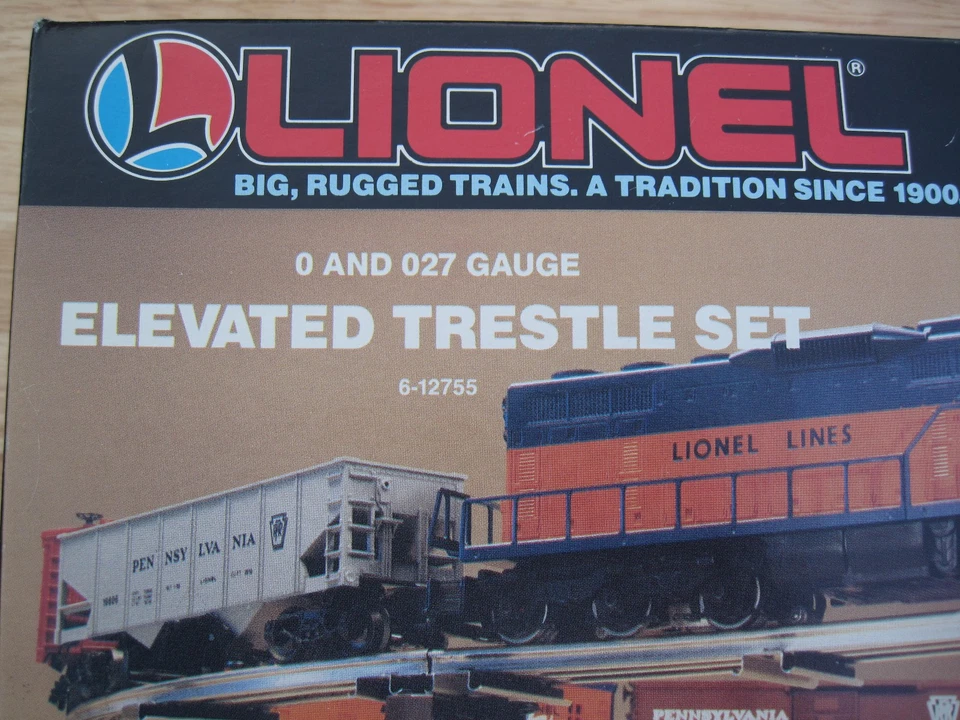 LIONEL®
BIG, RUGGED TRAINS. A TRADITION SINCE 1900.
0 AND 027 GAUGE
ELEVATED TRESTLE SET
6-12755
LIONEL LINES
PENNSYLVANIA
PENNSYLVANIA